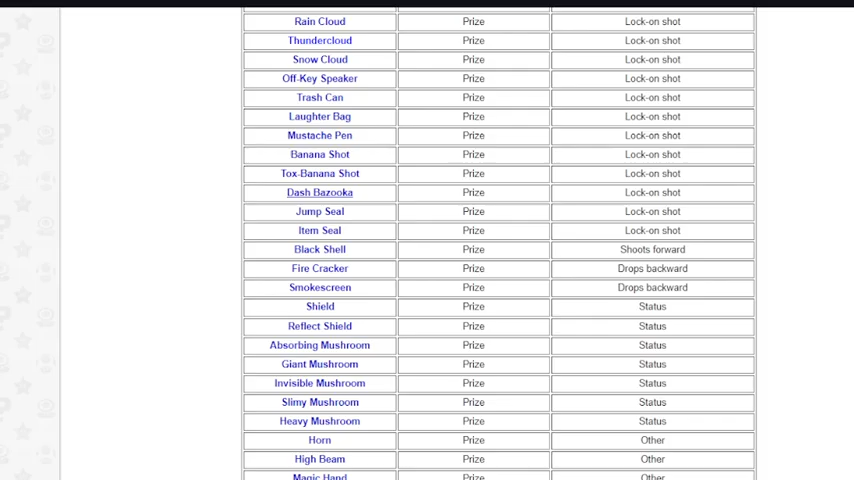 Rain Cloud Prize Lock-on shot
Thundercloud Prize Lock-on shot
Snow Cloud Prize Lock-on shot
Off-Key Speaker Prize Lock-on shot
Trash Can Prize Lock-on shot
Laughter Bag Prize Lock-on shot
Mustache Pen Prize Lock-on shot
Banana Shot Prize Lock-on shot
Tox-Banana Shot Prize Lock-on shot
Dash Bazooka Prize Lock-on shot
Jump Seal Prize Lock-on shot
Item Seal Prize Lock-on shot
Black Shell Prize Shoots forward
Fire Cracker Prize Drops backward
Smokescreen Prize Drops backward
Shield Prize Status
Reflect Shield Prize Status
Absorbing Mushroom Prize Status
Giant Mushroom Prize Status
Invisible Mushroom Prize Status
Slimy Mushroom Prize Status
Heavy Mushroom Prize Status
Horn Prize Other
High Beam Prize Other
Magic Hand Prize Other